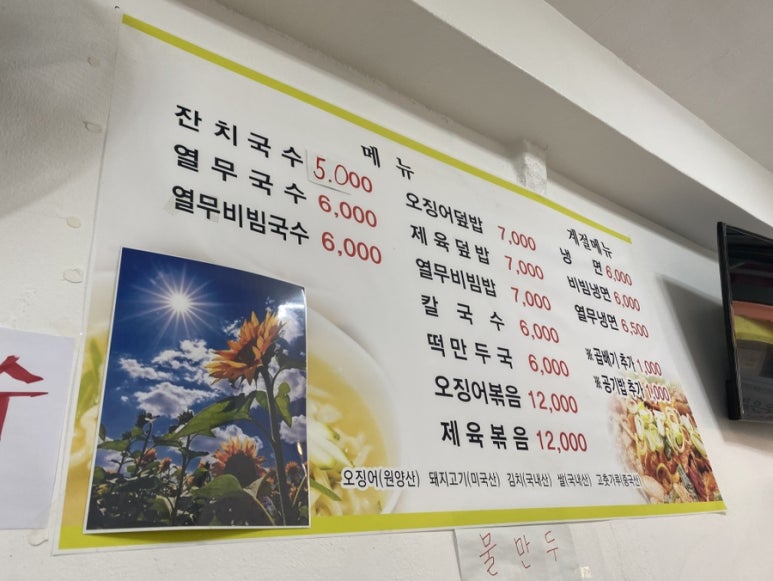 메뉴
잔치국수 5.000
열무국수 6,000
열무비빔국수 6,000
오징어덮밥 7,000
제육덮밥 7,000
열무비빔밥 7,000
칼국수 6,000
떡만두국 6,000
오징어볶음 12,000
제육볶음 12,000
계절메뉴
냉면 6,000
비빔냉면 6,000
열무냉면 6,500
※곱빼기추가 1,000
※공기밥추가 1,000
오징어(원양산) 돼지고기(미국산) 김치(국내산) 쌀(국내산) 고춧가루(중국산)
불만두